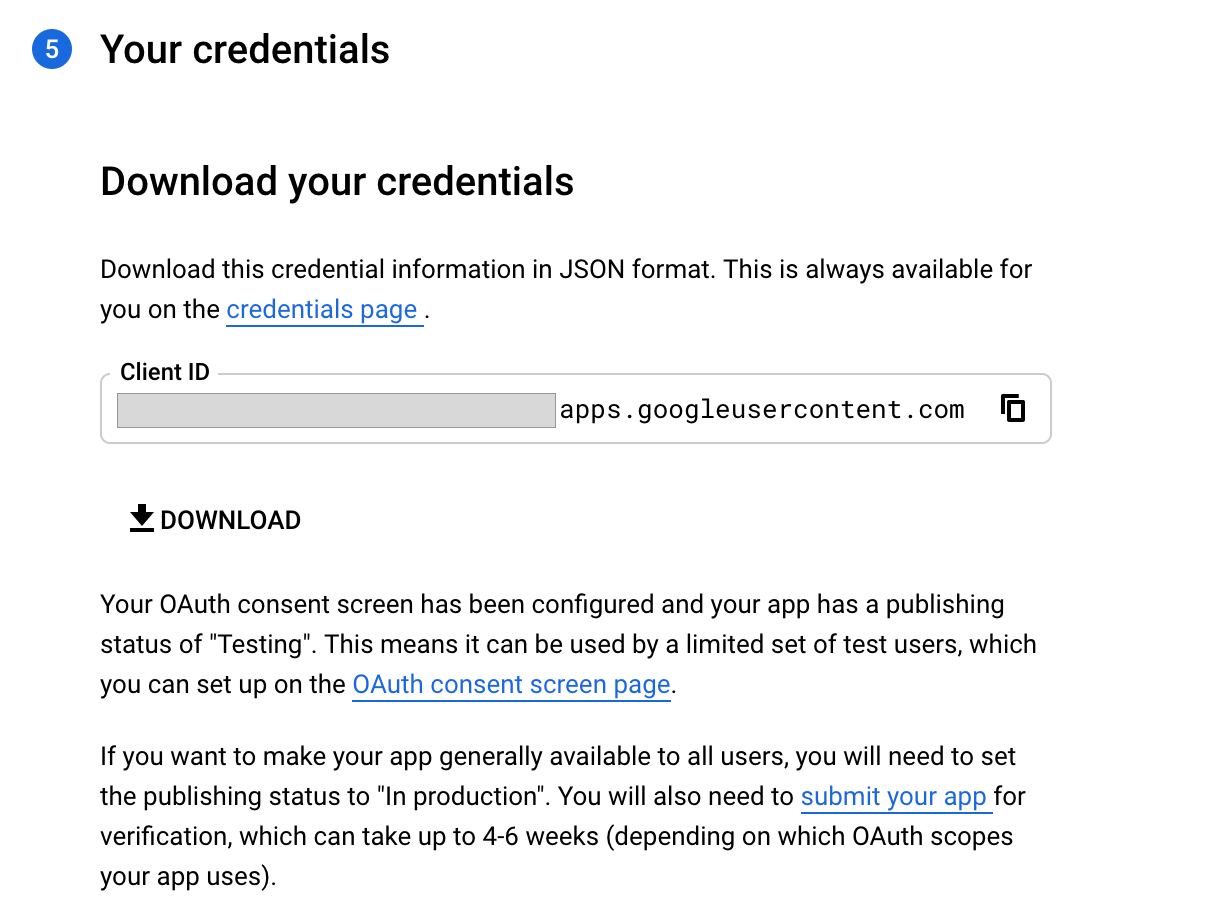 5 Your credentials
Download your credentials
Download this credential information in JSON format. This is always available for
you on the credentials page .
Client ID
apps.googleusercontent.com
DOWNLOAD
Your OAuth consent screen has been configured and your app has a publishing
status of "Testing". This means it can be used by a limited set of test users, which
you can set up on the OAuth consent screen page.
If you want to make your app generally available to all users, you will need to set
the publishing status to "In production". You will also need to submit your app for
verification, which can take up to 4-6 weeks (depending on which OAuth scopes
your app uses).